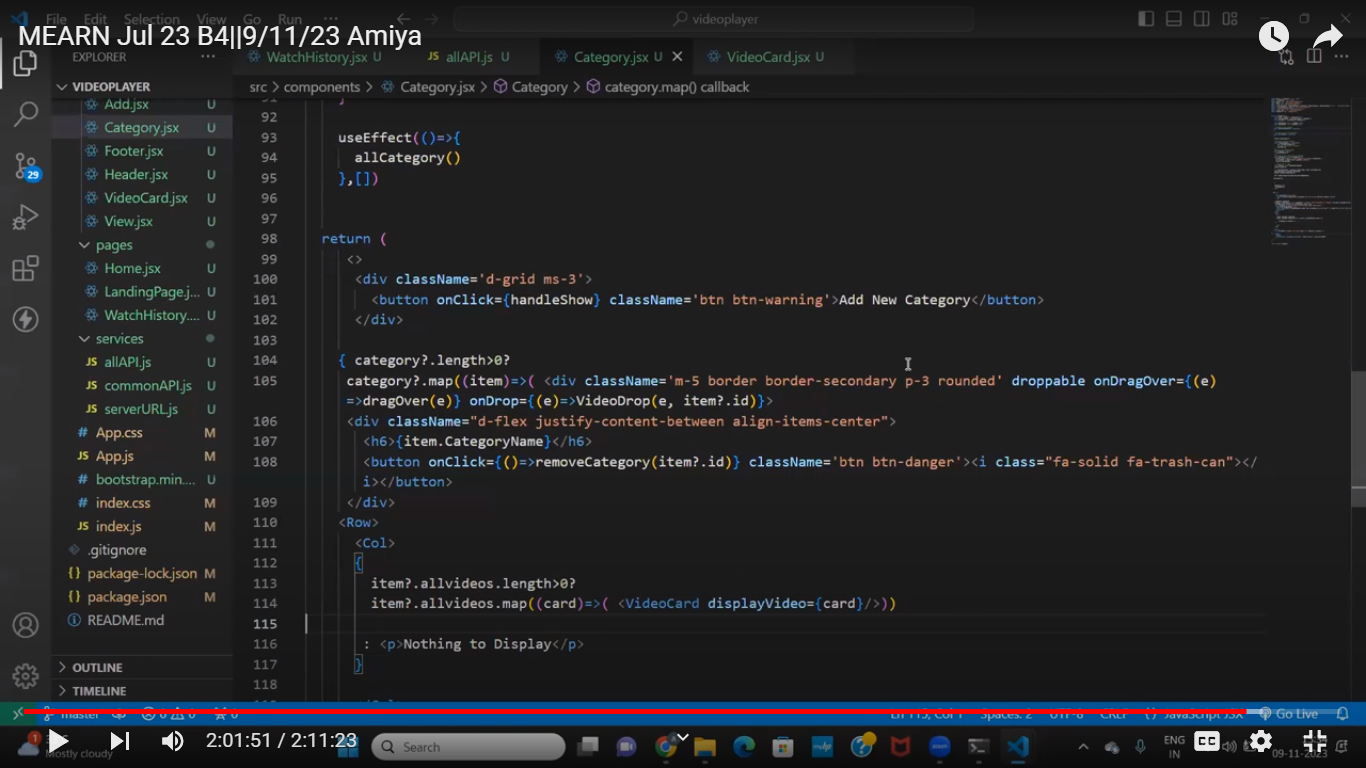 File Edit Selection View Go Run ... videoplayer
MEARN Jul 23 B4||9/11/23 Amiya
EXPLORER ...
WatchHistory.jsx U
JS allAPI.js U
Category.jsx U
VideoCard.jsx U
src > components > Category.jsx > Category > category.map() callback
VIDEOPLAYER
Add.jsx U
Category.jsx U
Footer.jsx U
Header.jsx U
VideoCard.jsx U
View.jsx U
pages
Home.jsx U
LandingPage.j... U
WatchHistory.... U
services
JS allAPI.js U
JS commonAPI.js U
JS serverURL.js U
# App.css M
JS App.js M
# bootstrap.min.... U
# index.css M
JS index.js M
.gitignore
{} package-lock.json M
{} package.json M
README.md
OUTLINE
TIMELINE
29
91 }
92
93 useEffect(()=>{
94 allCategory()
95 },[])
96
97
98 return (
99 <>
100 <div className='d-grid ms-3'>
101 <button onClick={handleShow} className='btn btn-warning'>Add New Category</button>
102 </div>
103
104 { category?.length>0?
105 category?.map((item)=>( <div className='m-5 border border-secondary p-3 rounded' droppable onDragOver={(e)
=>dragOver(e)} onDrop={(e)=>VideoDrop(e, item?.id)}>
106 <div className="d-flex justify-content-between align-items-center">
107 <h6>{item.CategoryName}</h6>
108 <button onClick={()=>removeCategory(item?.id)} className='btn btn-danger'><i class="fa-solid fa-trash-can"></
i></button>
109 </div>
110 <Row>
111 <Col>
112 {
113 item?.allvideos.length>0?
114 item?.allvideos.map((card)=>( <VideoCard displayVideo={card}/>))
115
116 : <p>Nothing to Display</p>
117 }
118
master 0 0 0 Ln 115, Col 1 Spaces: 2 UTF-8 CRLF {} JavaScript JSX Go Live
2:01:51 / 2:11:23
Mostly cloudy
1
Search
ENG
IN
CC
09-11-2023